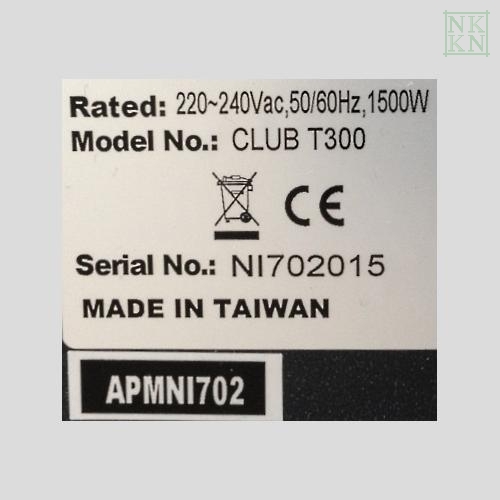 NK
KN
Rated: 220~240Vac,50/60Hz,1500W
Model No.: CLUB T300
CE
Serial No.: NI702015
MADE IN TAIWAN
APMNI702